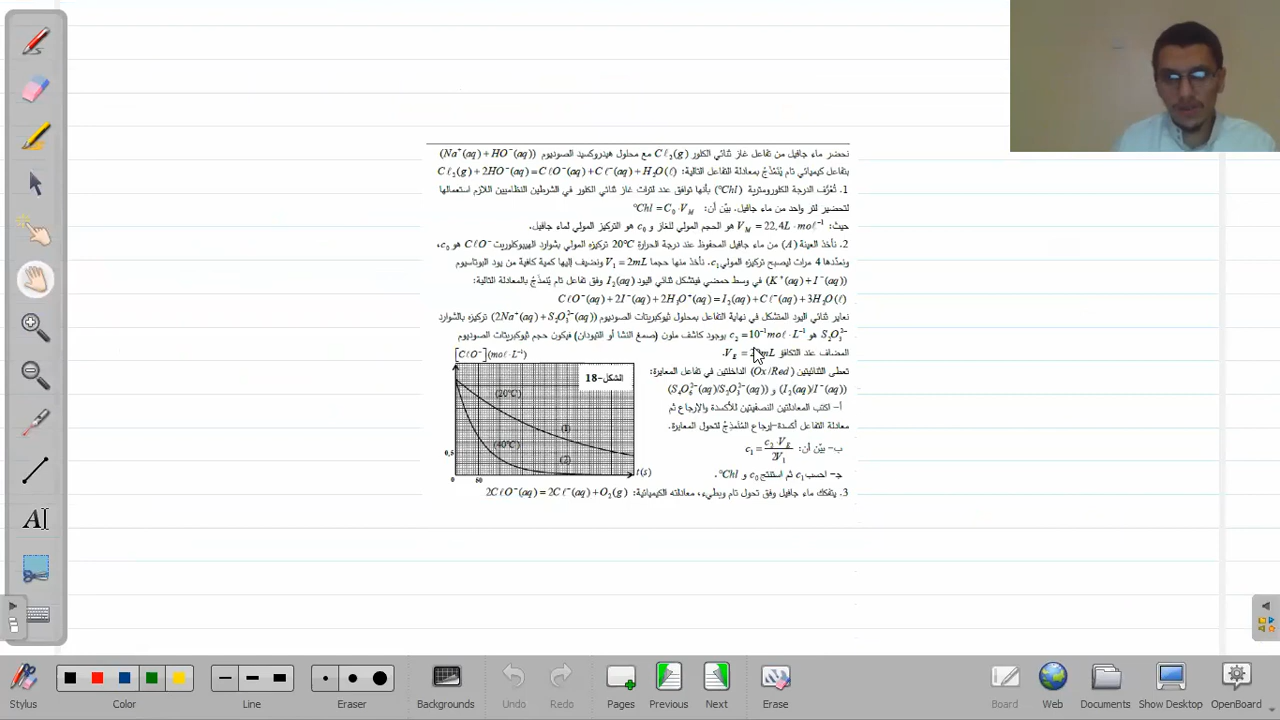 نحضر ماء جافيل من تفاعل غاز ثنائي الكلور Cℓ₂(g) مع محلول هيدروكسيد الصوديوم (Na⁺(aq)+HO⁻(aq))
بتفاعل كيميائي تام يُنمْذَجُ بمعادلة التفاعل التالية: Cℓ₂(g)+2HO⁻(aq)=CℓO⁻(aq)+Cℓ⁻(aq)+H₂O(ℓ)
1. تُعْرَّف الدرجة الكلورومترية (°Chl) بأنها توافق عدد لترات غاز ثنائي الكلور في الشرطين النظاميين اللازم استعمالها
لتحضير لتر واحد من ماء جافيل. بيّن أن: °Chl = C₀·V_M
حيث: V_M = 22,4L·moℓ⁻¹ هو الحجم المولي للغاز و c₀ هو التركيز المولي لماء جافيل.
2. نأخذ العينة (A) من ماء جافيل المحفوظ عند درجة الحرارة 20°C تركيزه المولي بشوارد الهيبوكلوريت CℓO⁻ هو c₀،
ونمدّدها 4 مرات ليصبح تركيزه المولي c₁. نأخذ منها حجما V₁ = 2mL ونضيف إليها كمية كافية من يود البوتاسيوم
(K⁺(aq)+I⁻(aq)) في وسط حمضي فيتشكل ثنائي اليود I₂(aq) وفق تفاعل تام يُنمذَجُ بالمعادلة التالية:
CℓO⁻(aq)+2I⁻(aq)+2H₃O⁺(aq)=I₂(aq)+Cℓ⁻(aq)+3H₂O(ℓ)
نعاير ثنائي اليود المتشكل في نهاية التفاعل بمحلول ثيوكبريتات الصوديوم (2Na⁺(aq)+S₂O₃²⁻(aq)) تركيزه بالشوارد
S₂O₃²⁻ هو c₂ = 10⁻¹moℓ·L⁻¹ بوجود كاشف ملون (صمغ النشا أو التيودان) فيكون حجم ثيوكبريتات الصوديوم
المضاف عند التكافؤ V_E = mL.
تعطى الثنائيتين (Ox/Red) الداخلتين في تفاعل المعايرة:
(I₂(aq)/I⁻(aq)) و (S₄O₆²⁻(aq)/S₂O₃²⁻(aq))
أ- اكتب المعادلتين النصفيتين للأكسدة والإرجاع ثم
معادلة التفاعل أكسدة-إرجاع المُنمذِجْ لتحول المعايرة.
ب- بيّن أن: c₁ = c₂·V_E / 2V₁
ج- احسب c₁ ثم استنتج c₀ و °Chl.
[CℓO⁻](moℓ·L⁻¹)
الشكل-18
(20°C)
(1)
(40°C)
(2)
0,5
t(s)
0
50
3. يتفكك ماء جافيل وفق تحول تام وبطيء، معادلته الكيميائية: 2CℓO⁻(aq)=2Cℓ⁻(aq)+O₂(g)
Stylus
Color
Line
Eraser
Backgrounds
Undo
Redo
Pages
Previous
Next
Erase
Board
Web
Documents
Show Desktop
OpenBoard